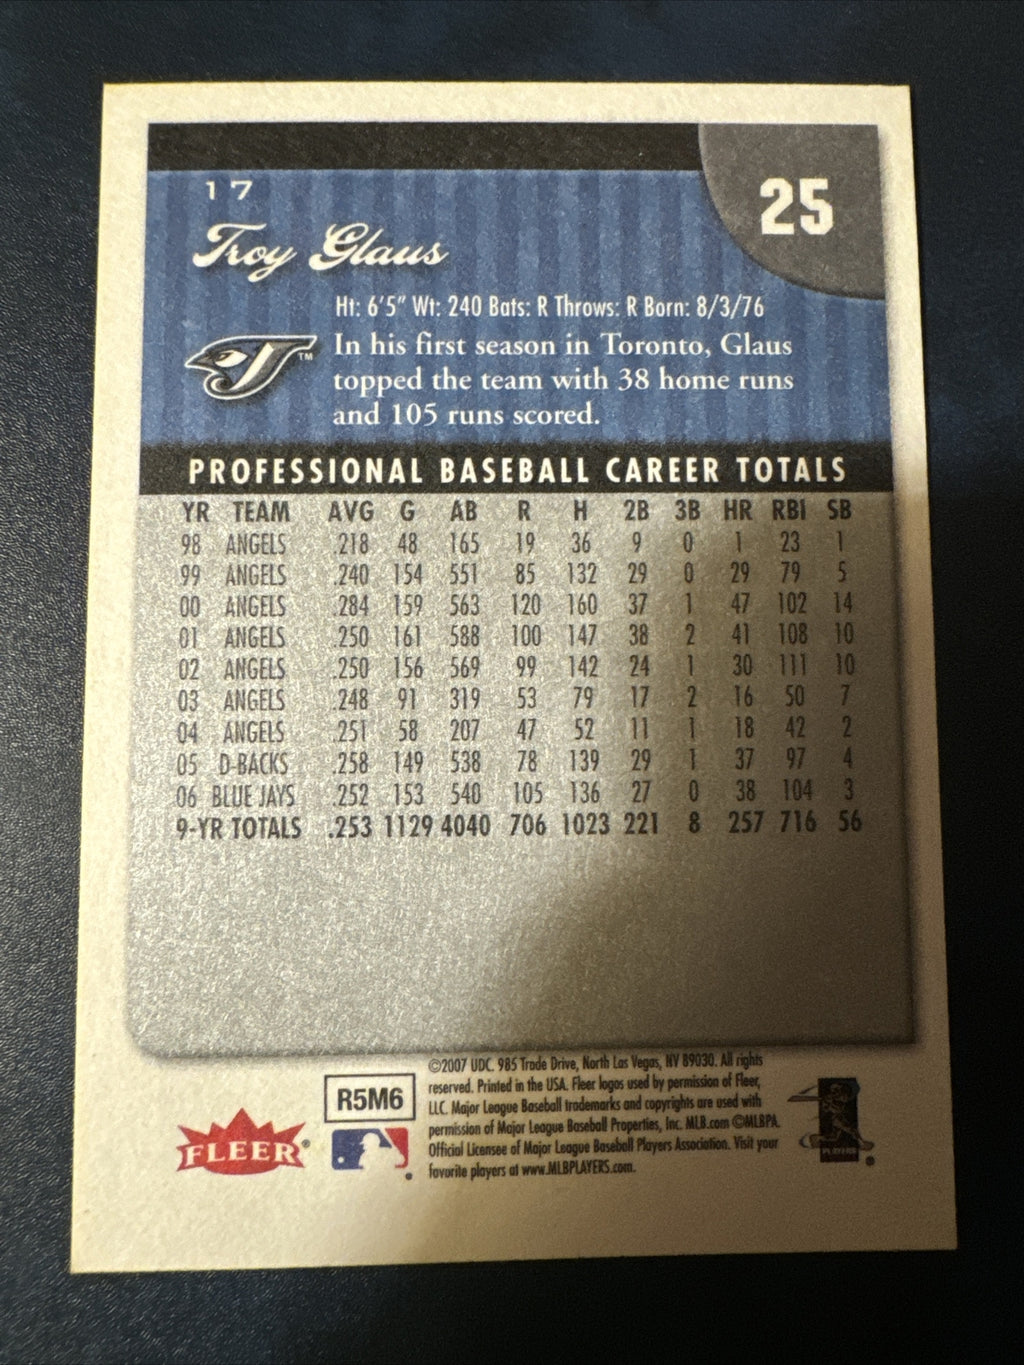 25
17
Troy Glaus
Ht: 6'5" Wt: 240 Bats: R Throws: R Born: 8/3/76
In his first season in Toronto, Glaus
topped the team with 38 home runs
and 105 runs scored.
J TM
PROFESSIONAL BASEBALL CAREER TOTALS
YR TEAM AVG G AB R H 2B 3B HR RBI SB
98 ANGELS .218 48 165 19 36 9 0 1 23 1
99 ANGELS .240 154 551 85 132 29 0 29 79 5
00 ANGELS .284 159 563 120 160 37 1 47 102 14
01 ANGELS .250 161 588 100 147 38 2 41 108 10
02 ANGELS .250 156 569 99 142 24 1 30 111 10
03 ANGELS .248 91 319 53 79 17 2 16 50 7
04 ANGELS .251 58 207 47 52 11 1 18 42 2
05 D-BACKS .258 149 538 78 139 29 1 37 97 4
06 BLUE JAYS .252 153 540 105 136 27 0 38 104 3
9-YR TOTALS .253 1129 4040 706 1023 221 8 257 716 56
©2007 UDC. 985 Trade Drive, North Las Vegas, NV 89030. All rights
reserved. Printed in the USA. Fleer logos used by permission of Fleer,
LLC. Major League Baseball trademarks and copyrights are used with
permission of Major League Baseball Properties, Inc. MLB.com ©MLBPA.
Official Licensee of Major League Baseball Players Association. Visit your
favorite players at www.MLBPLAYERS.com.
R5M6
FLEER®
®
PLAYERS ®